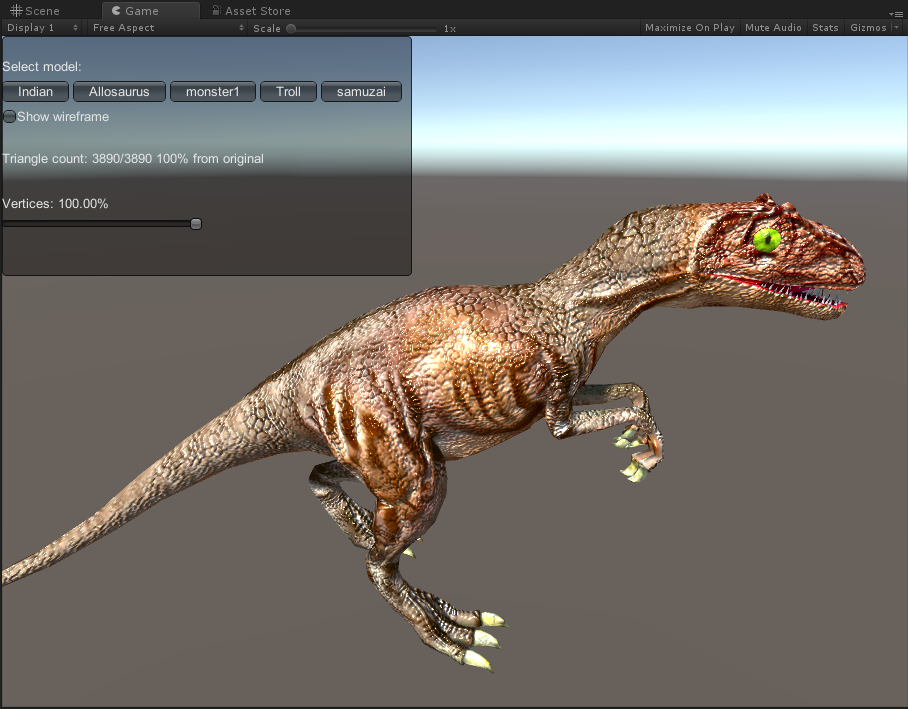 Scene Game Asset Store
Display 1 Free Aspect Scale 1x Maximize On Play Mute Audio Stats Gizmos
Select model:
Indian Allosaurus monster1 Troll samuzai
Show wireframe
Triangle count: 3890/3890 100% from original
Vertices: 100.00%